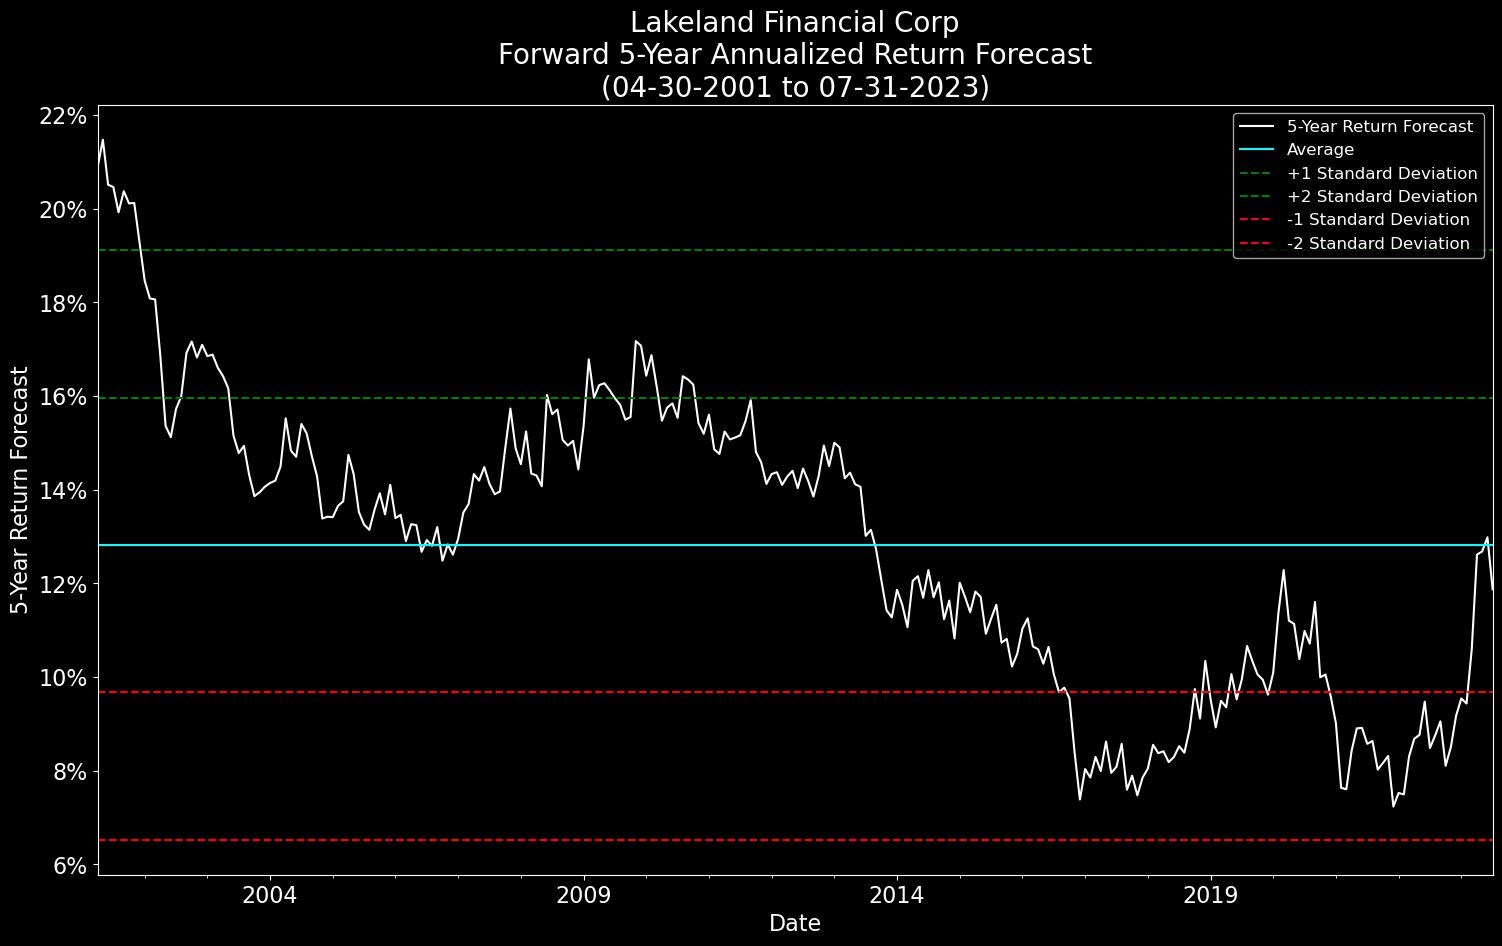 Lakeland Financial Corp
Forward 5-Year Annualized Return Forecast
(04-30-2001 to 07-31-2023)
22%
20%
18%
16%
14%
12%
10%
8%
6%
5-Year Return Forecast
5-Year Return Forecast
Average
+1 Standard Deviation
+2 Standard Deviation
-1 Standard Deviation
-2 Standard Deviation
2004
2009
2014
2019
Date